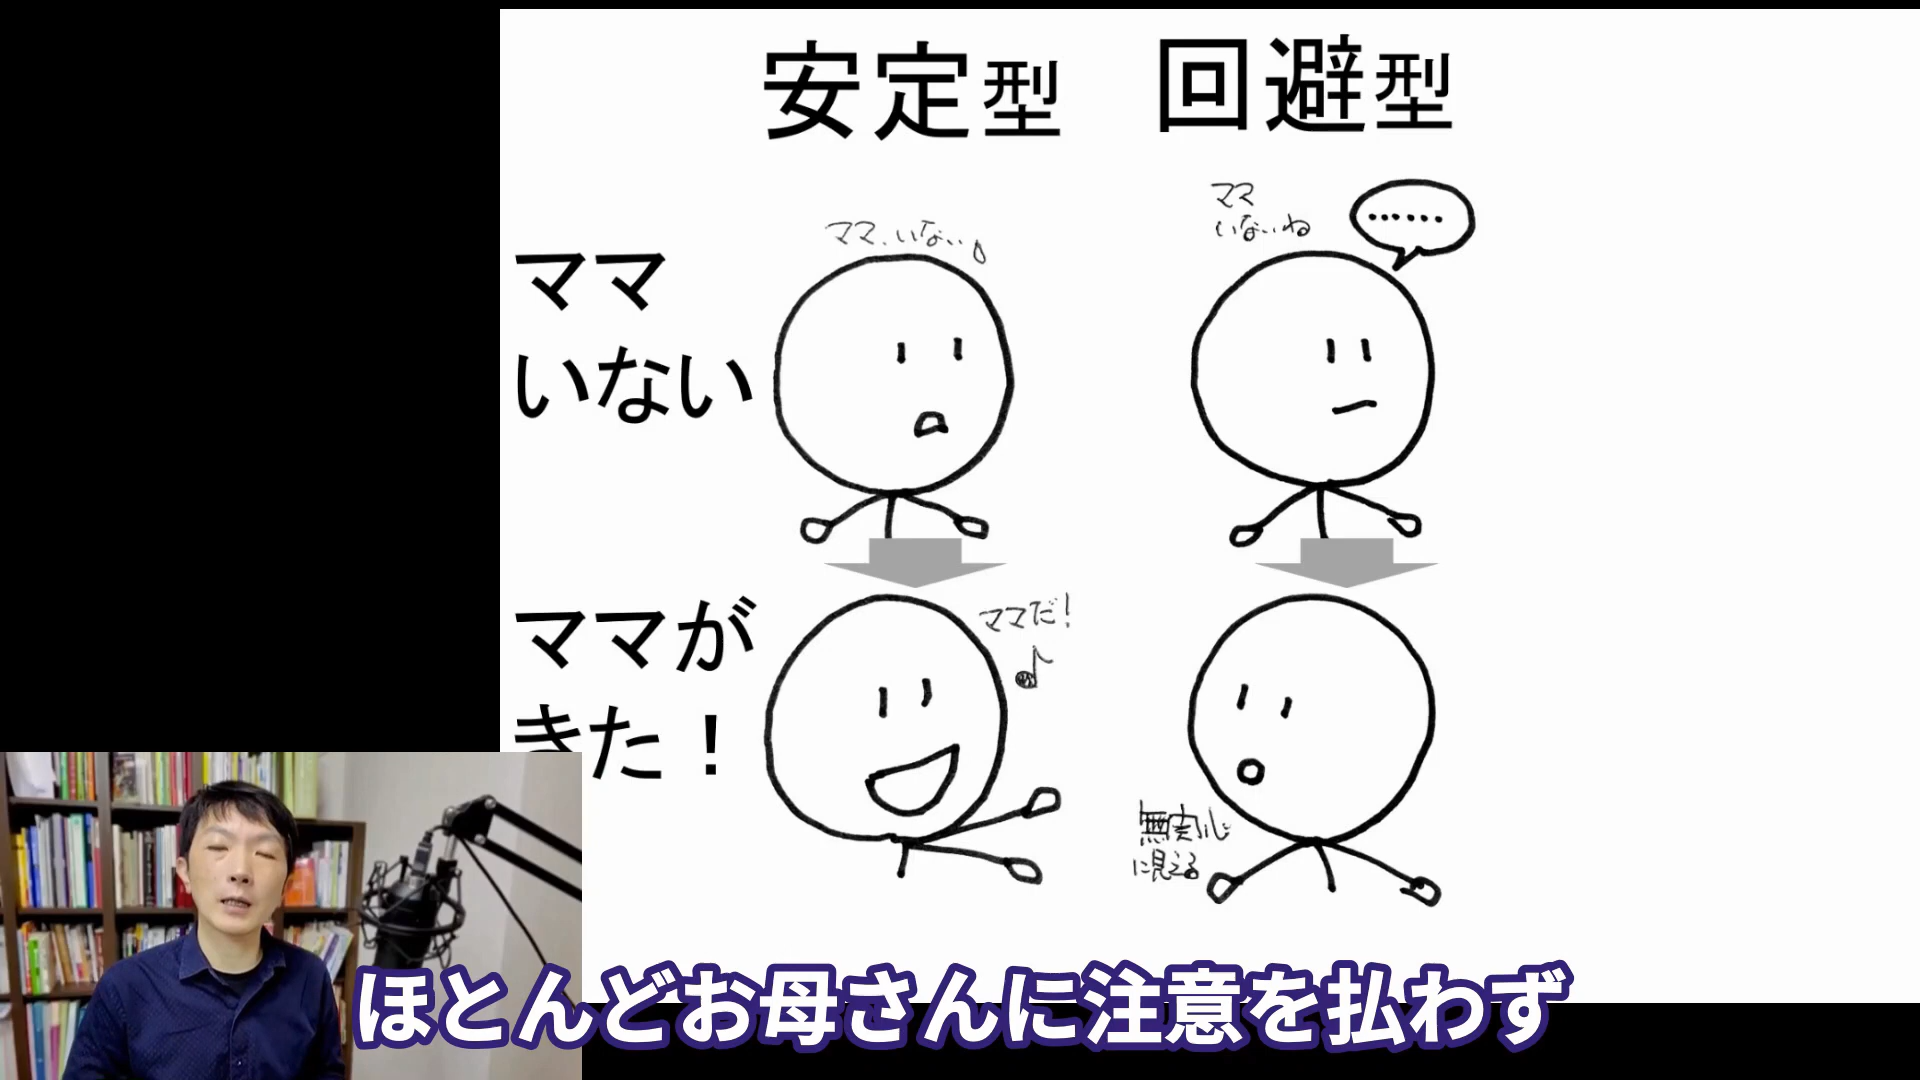 安定型 回避型
ママ
いない
ママ、いない
ママ
いないね
……
ママが
きた！
ママだ！
無関心
に見える
ほとんどお母さんに注意を払わず